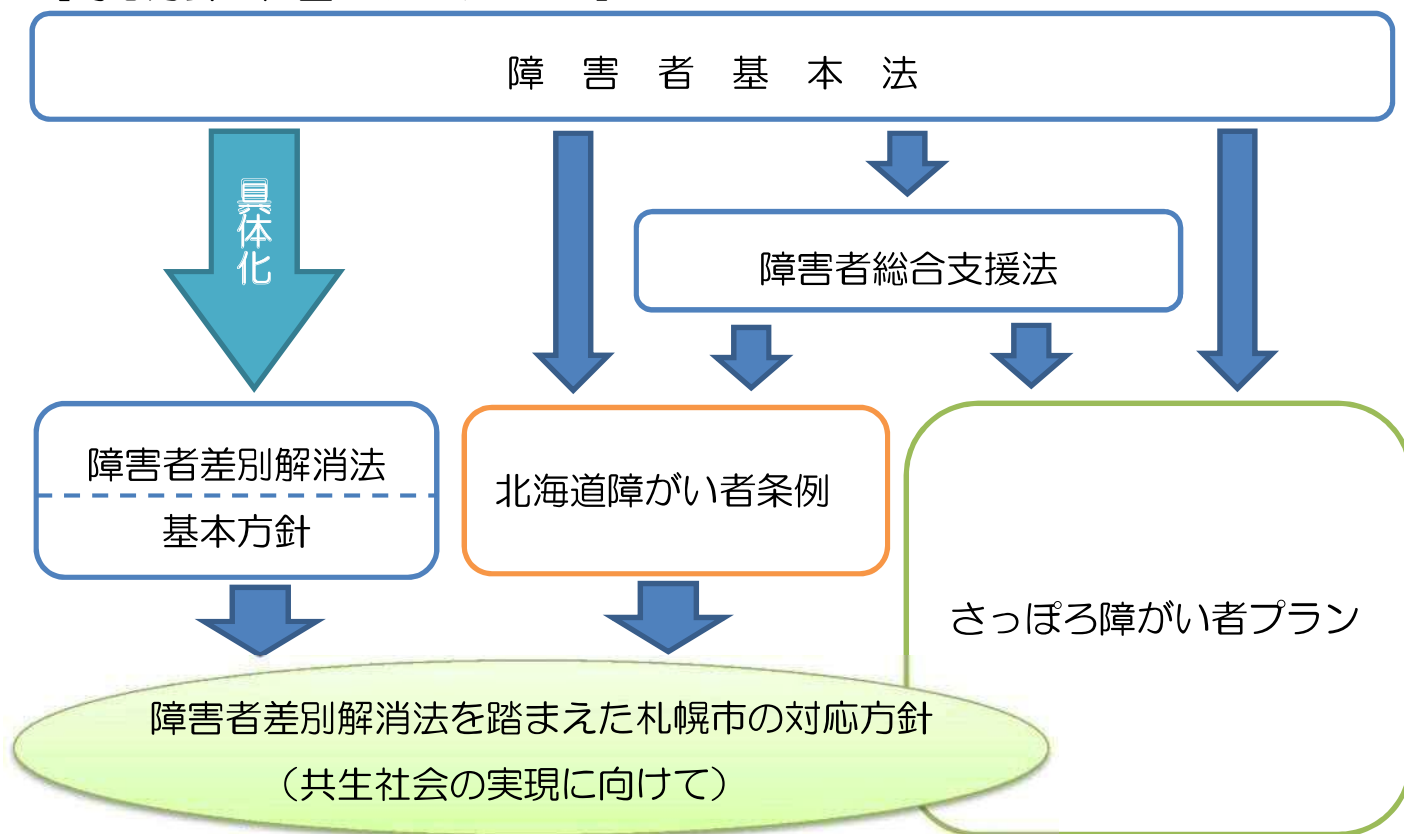 障害者基本法
具体化
障害者総合支援法
障害者差別解消法
基本方針
北海道障がい者条例
さっぽろ障がい者プラン
障害者差別解消法を踏まえた札幌市の対応方針
（共生社会の実現に向けて）